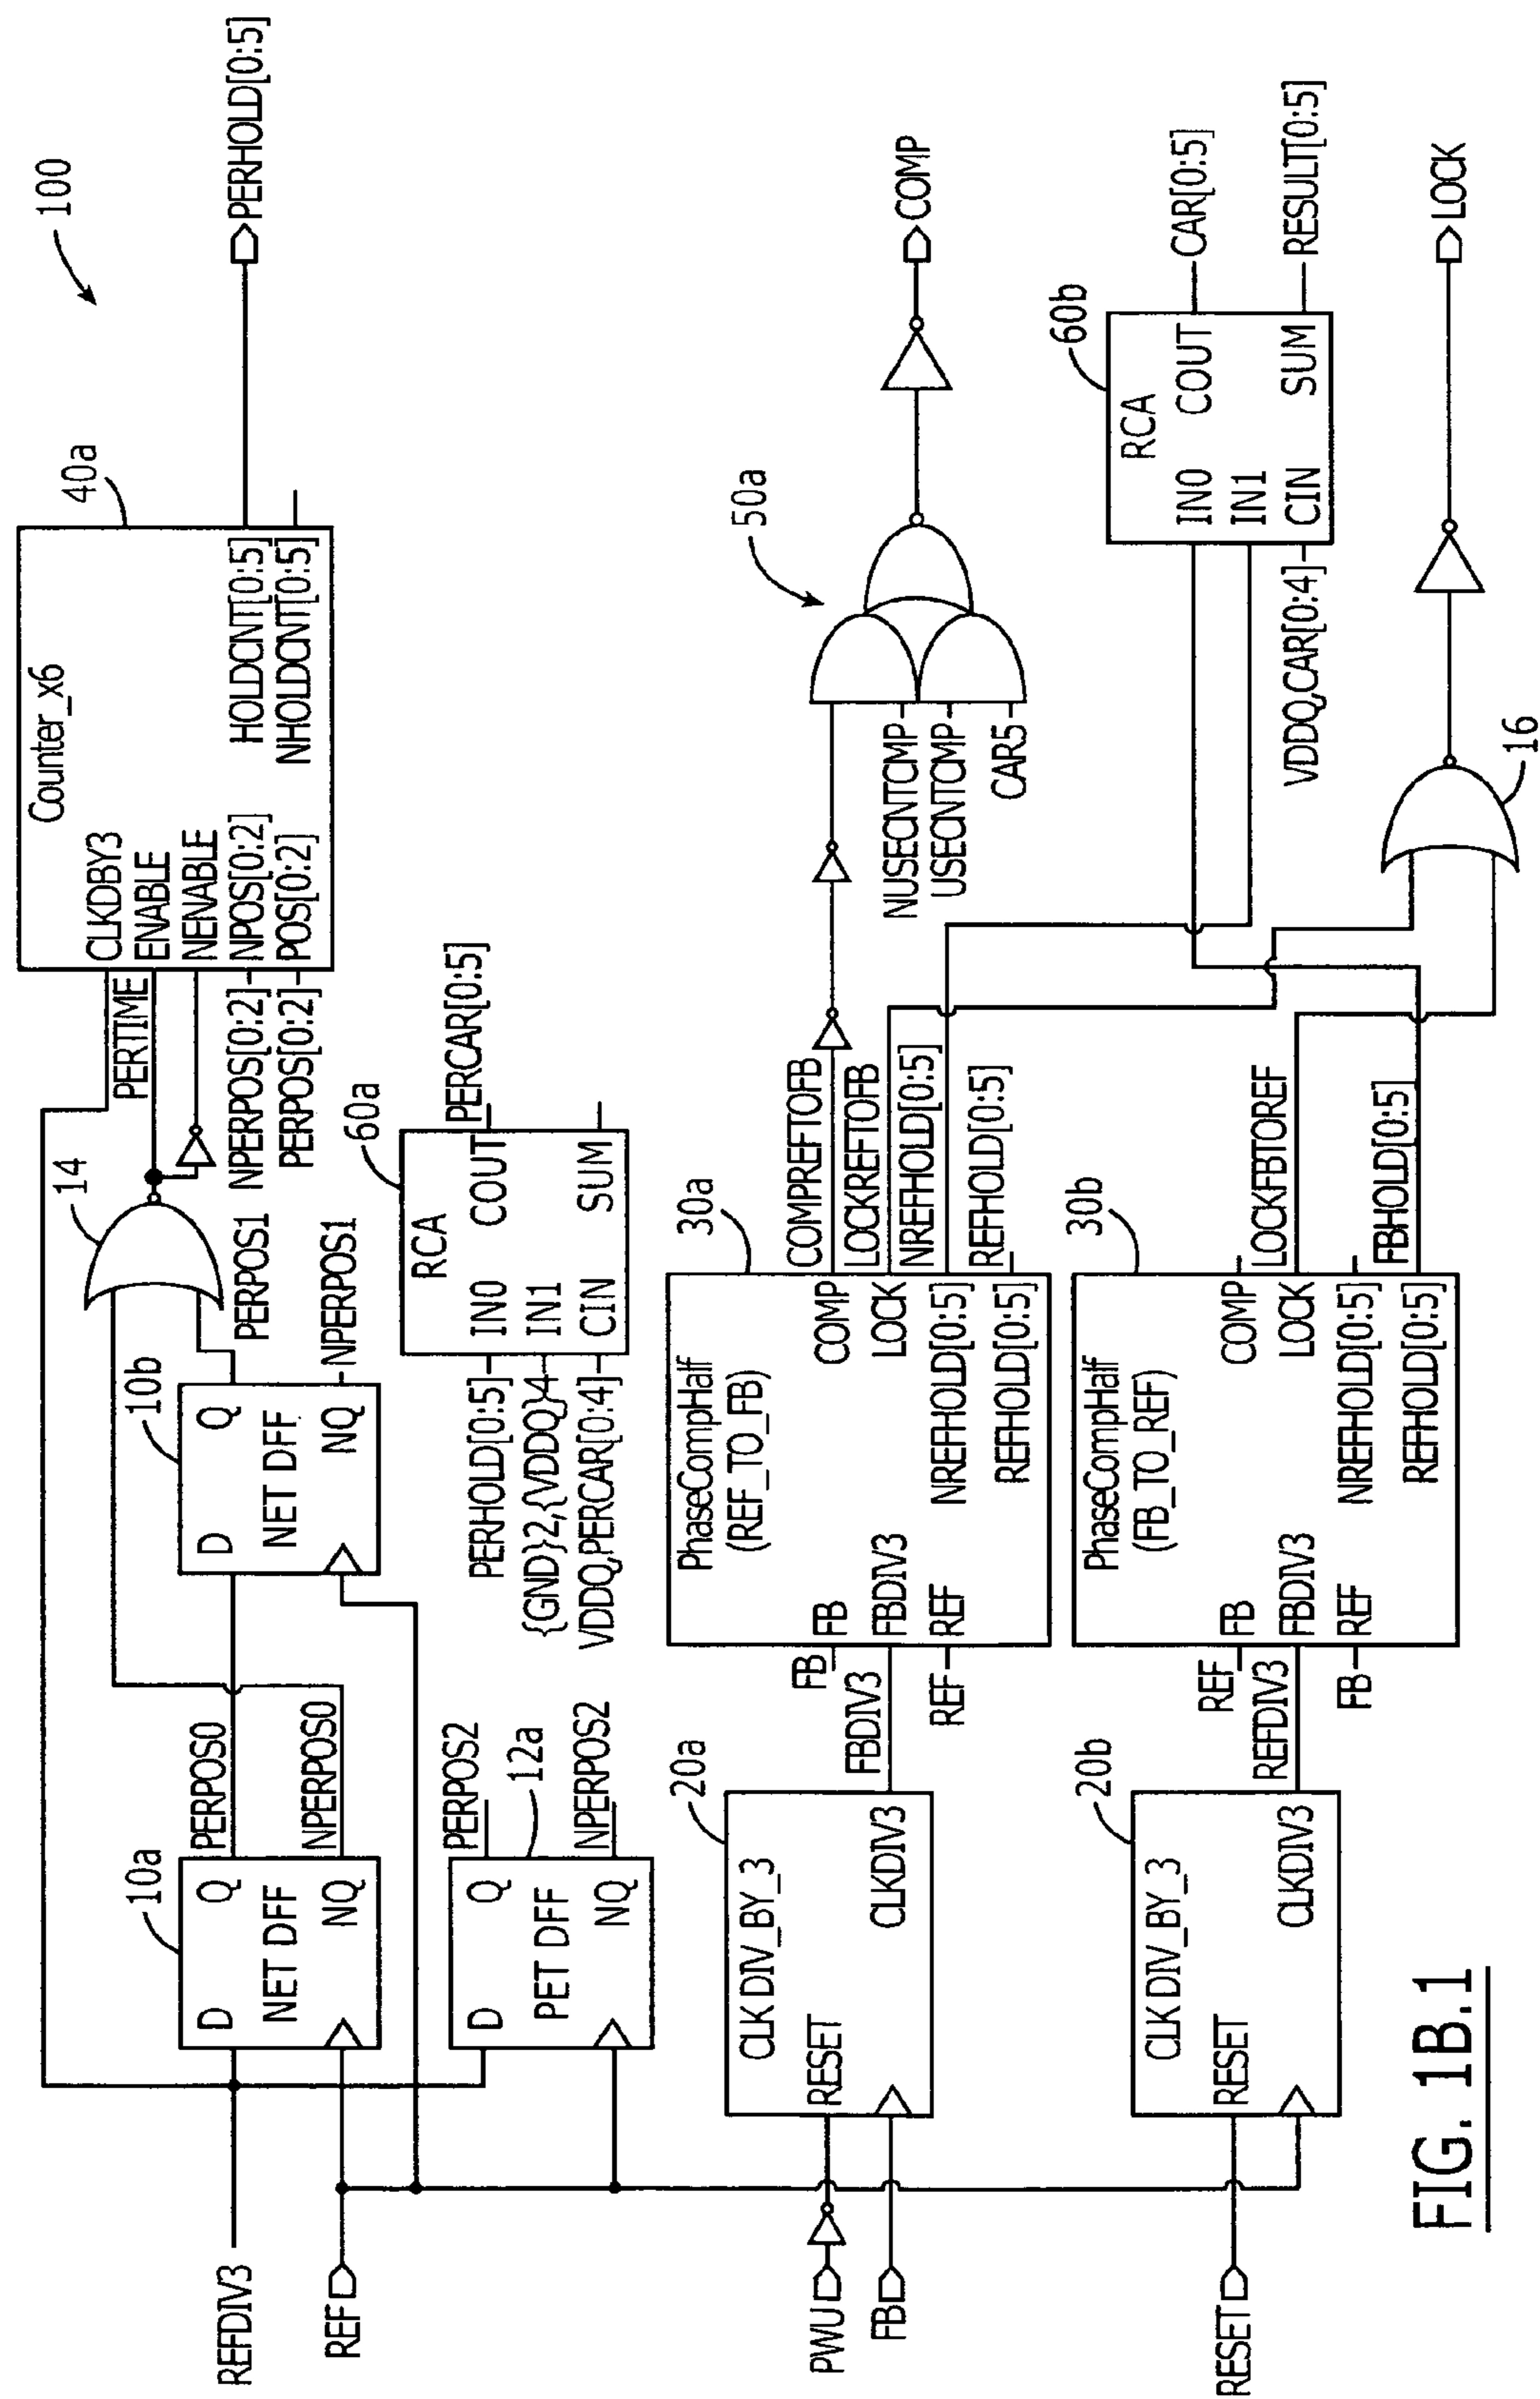 100
REFDIV3
REF
10a
D
Q
NET DFF
NQ
PERPOS0
NPERPOS0
10b
D
Q
NET DFF
NQ
PERPOS1
NPERPOS1
14
PERTIME
NPERPOS[0:2]
PERPOS[0:2]
40a
Counter_x6
CLKDBY3
ENABLE
NENABLE
NPOS[0:2]
POS[0:2]
HOLDCNT[0:5]
NHOLDCNT[0:5]
PERHOLD[0:5]
12a
D
Q
PET DFF
NQ
PERPOS2
NPERPOS2
60a
RCA
IN0
COUT
IN1
CIN
SUM
PERHOLD[0:5]
{GND}2,{VDDQ}4
VDDQ,PERCAR[0:4]
PERCAR[0:5]
PWU
FB
20a
CLK DIV_BY_3
RESET
CLKDIV3
FBDIV3
FB
REF
30a
PhaseCompHalf
(REF_TO_FB)
FB
COMP
FBDIV3
LOCK
REF
NREFHOLD[0:5]
REFHOLD[0:5]
COMPREFTOFB
LOCKREFTOFB
NREFHOLD[0:5]
REFHOLD[0:5]
50a
NUSECNTCMP
USECNTCMP
CAR5
COMP
RESET
20b
CLK DIV_BY_3
RESET
CLKDIV3
REF
REFDIV3
FB
30b
PhaseCompHalf
(FB_TO_REF)
FB
COMP
FBDIV3
LOCK
REF
NREFHOLD[0:5]
REFHOLD[0:5]
LOCKFBTOREF
FBHOLD[0:5]
60b
RCA
IN0
COUT
IN1
CIN
SUM
VDDQ,CAR[0:4]
CAR[0:5]
RESULT[0:5]
16
LOCK
FIG. 1B.1